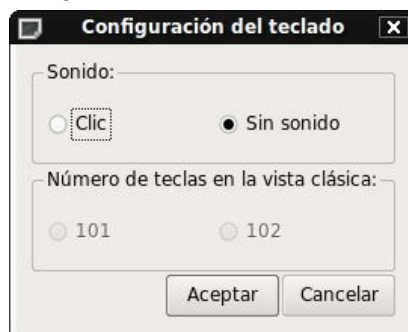 Configuración del teclado
Sonido:
Clic
Sin sonido
Número de teclas en la vista clásica:
101
102
Aceptar
Cancelar